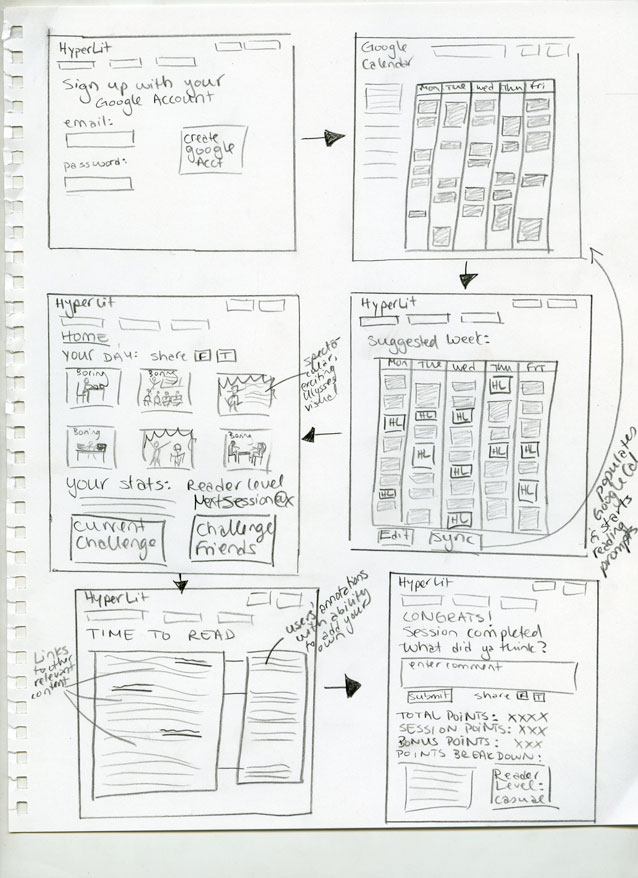 HyperLit
Sign up with your
Google Account
email:
password:
create
google
Acct
Google
Calendar
Mon Tue Wed Thu Fri
HyperLit
Suggested Week:
Mon Tue Wed Thu Fri
HL
HL HL HL
HL HL HL
HL
HL
HL
HL
Edit
Sync
populates
Google Cal
& starts
reading
prompts
HyperLit
Home
Your DAY: share F T
Boring
Boring
Boring
Boring
exciting
Ulysses
visual
Your stats: Reader level
Next Session @ X
Current
Challenge
Challenge
Friends
HyperLit
TIME TO READ
Links
to other
relevant
content
users' annotations
with ability
to add your
own
HyperLit
CONGRATS!
Session completed
What did ya think?
enter comment
submit
share F T
TOTAL POINTS: XXXX
SESSION POINTS: XXX
BONUS POINTS: XXX
POINTS BREAKDOWN:
Reader
Level:
casual